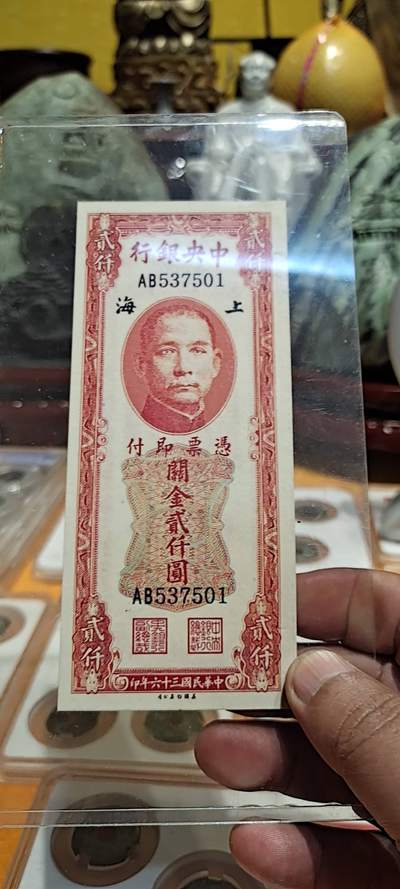 貳仟
中央銀行
貳仟
AB537501
上海
憑票即付
關金貳仟圓
AB537501
貳仟
貳仟
中華民國三十六年印